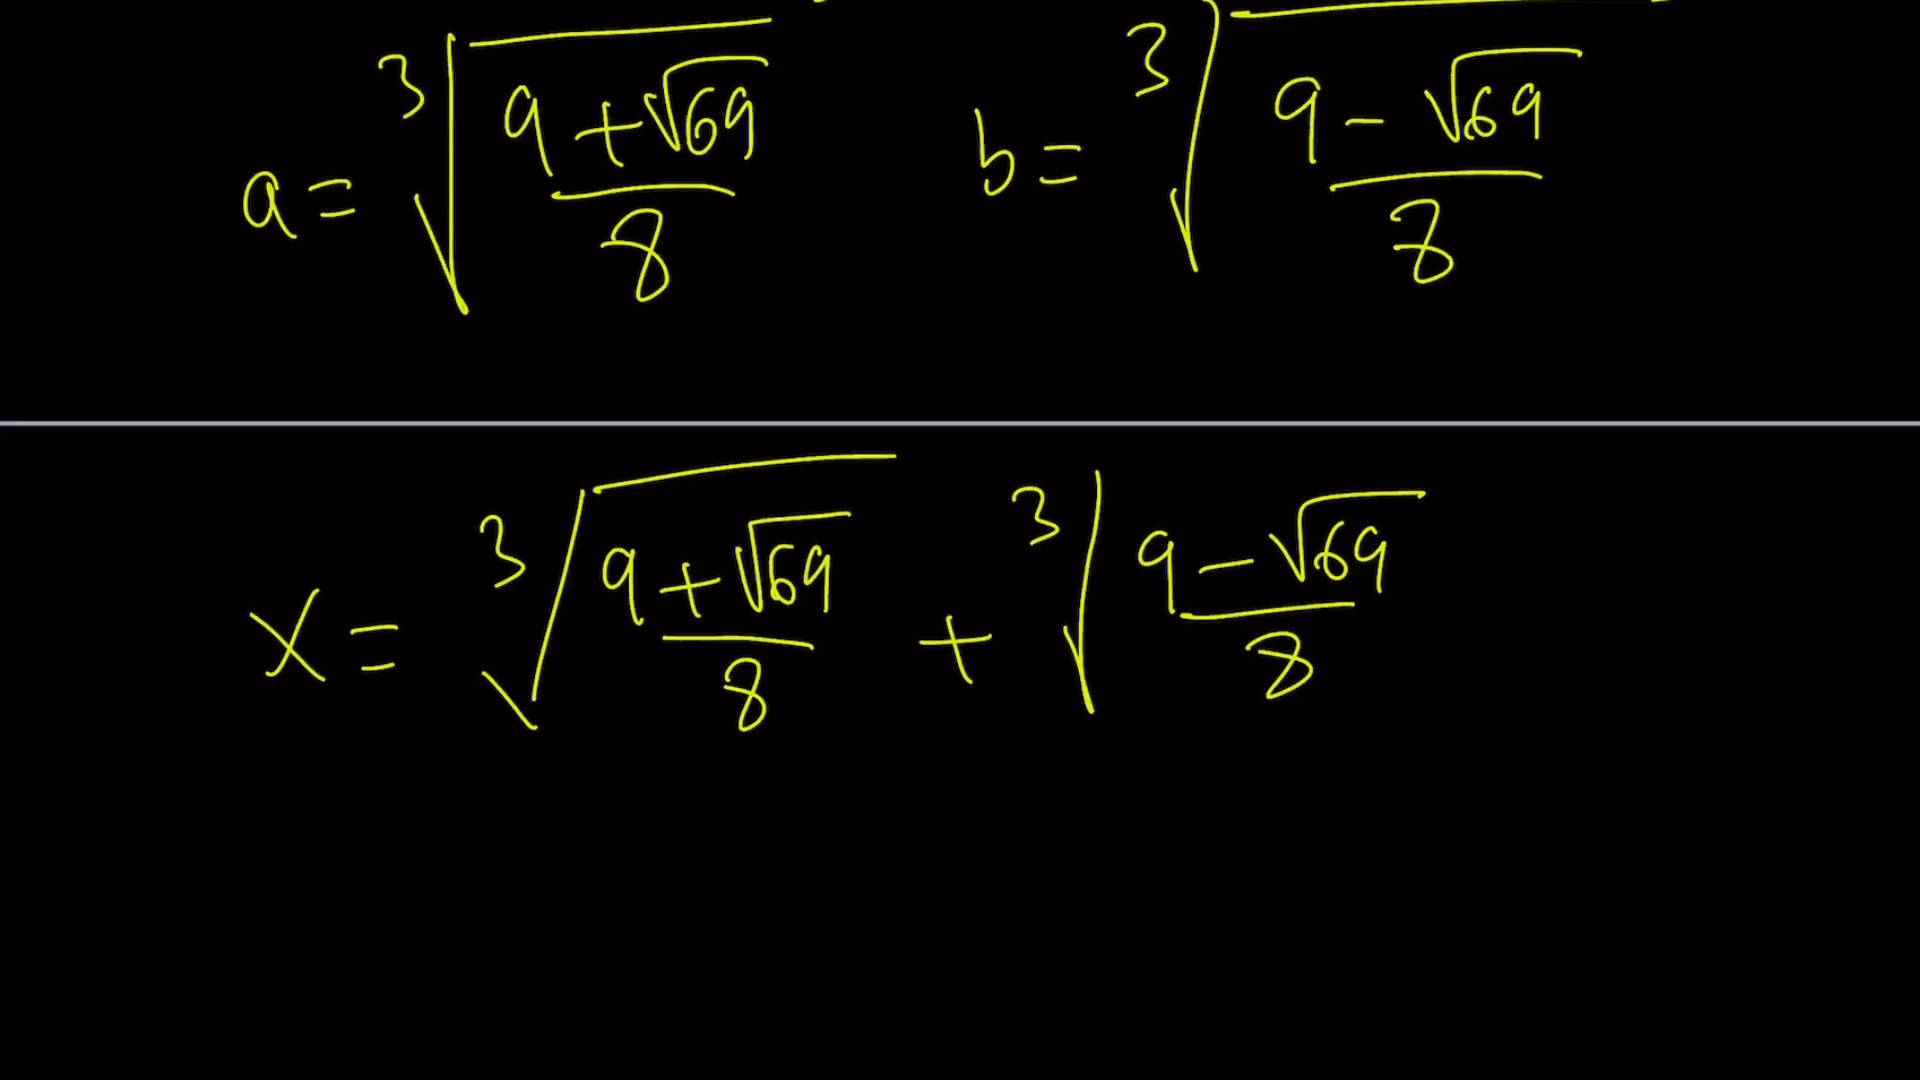 a = ∛((9 + √69)/8) b = ∛((9 - √69)/8)
x = ∛((9 + √69)/8) + ∛((9 - √69)/8)